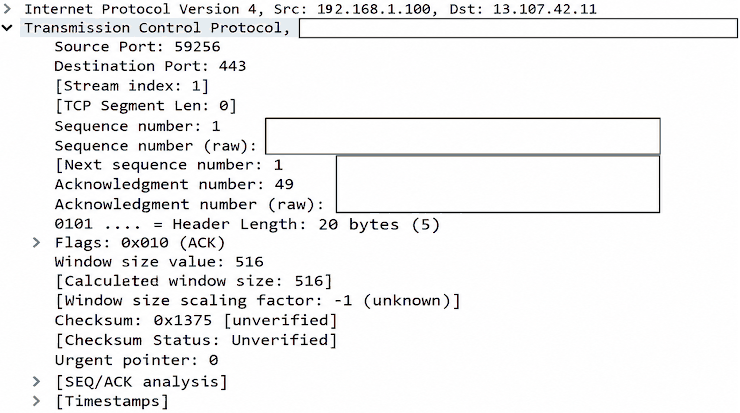 > Internet Protocol Version 4, Src: 192.168.1.100, Dst: 13.107.42.11
Transmission Control Protocol,
Source Port: 59256
Destination Port: 443
[Stream index: 1]
[TCP Segment Len: 0]
Sequence number: 1
Sequence number (raw):
[Next sequence number: 1
Acknowledgment number: 49
Acknowledgment number (raw):
0101 .... = Header Length: 20 bytes (5)
> Flags: 0x010 (ACK)
Window size value: 516
[Calculeted window size: 516]
[Window size scaling factor: -1 (unknown)]
Checksum: 0x1375 [unverified]
[Checksum Status: Unverified]
Urgent pointer: 0
> [SEQ/ACK analysis]
> [Timestamps]